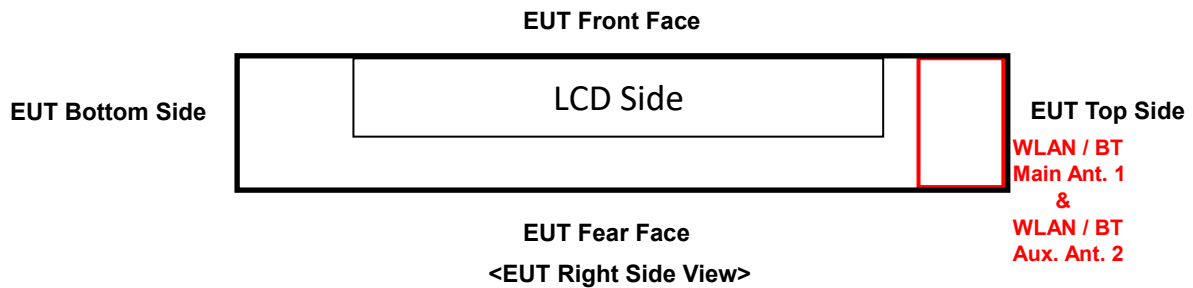 EUT Front Face
LCD Side
EUT Bottom Side
EUT Top Side
WLAN / BT
Main Ant. 1
&
WLAN / BT
Aux. Ant. 2
EUT Fear Face
<EUT Right Side View>